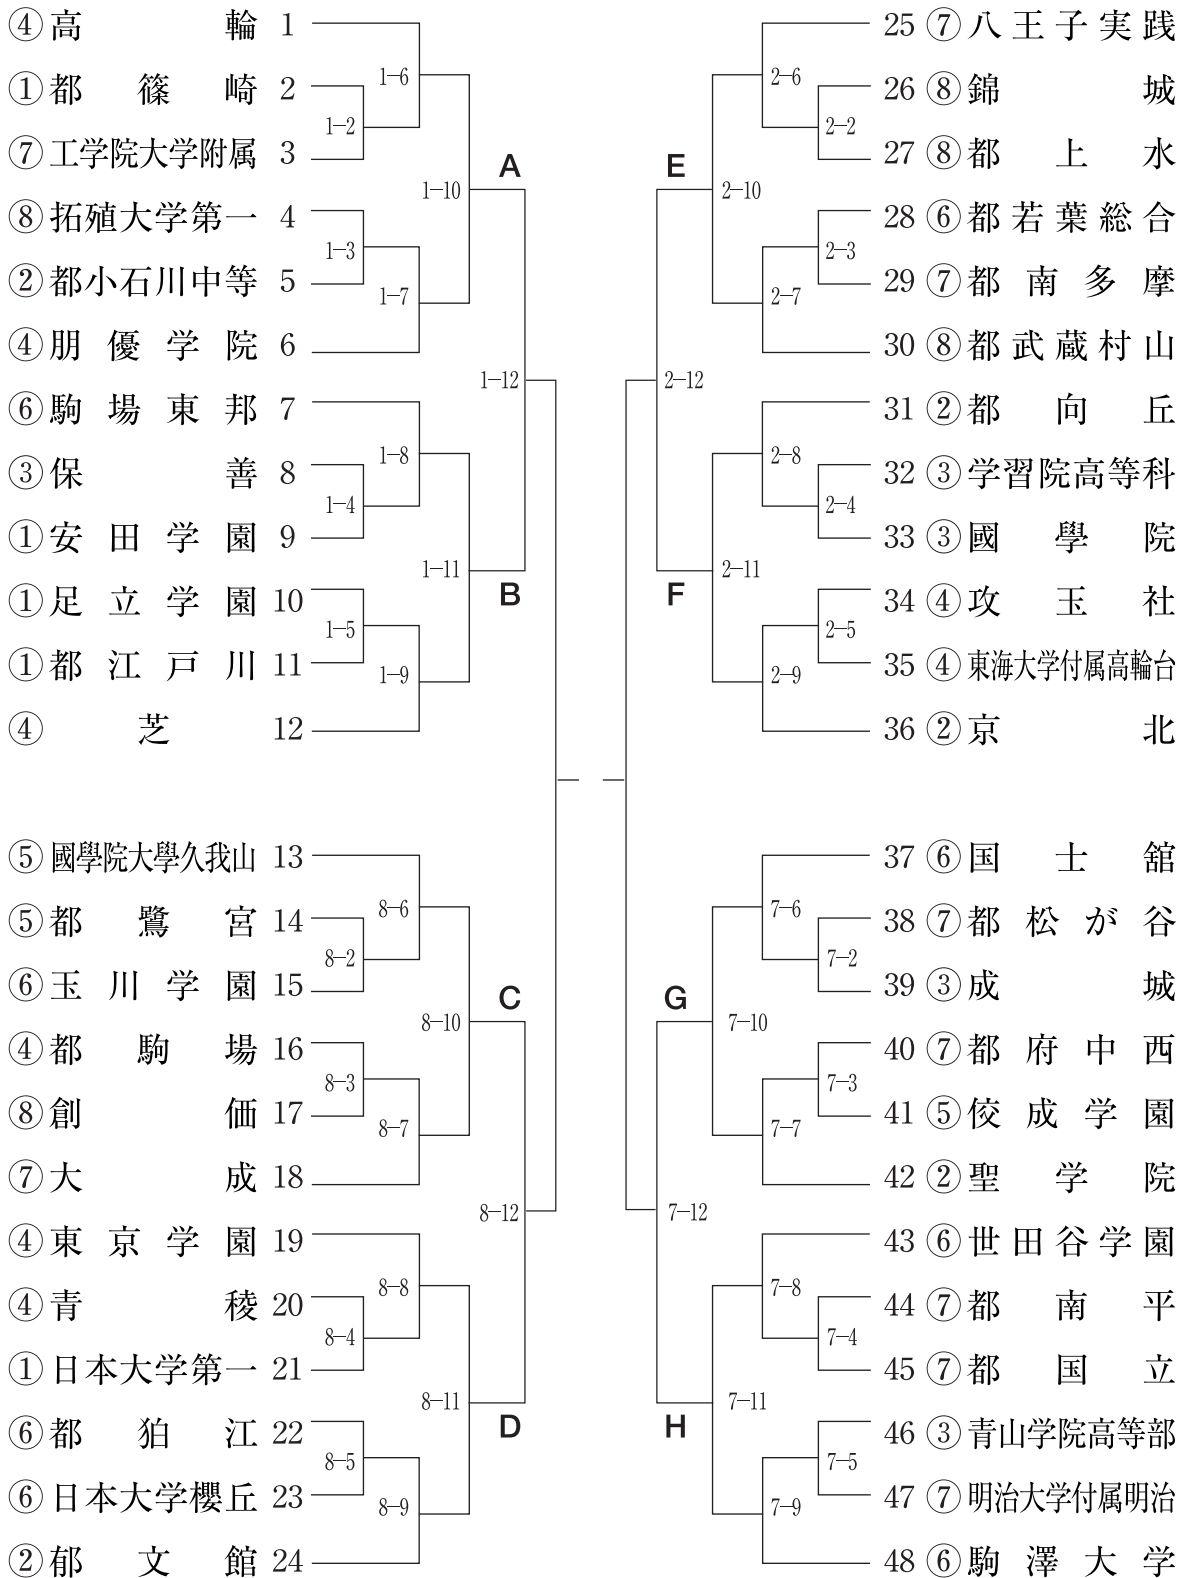 ④高輪 1
1-6
①都篠崎 2
1-2
⑦工学院大学附属 3
A
1-10
⑧拓殖大学第一 4
1-3
②都小石川中等 5
1-7
④朋優学院 6
1-12
⑥駒場東邦 7
1-8
③保善 8
1-4
①安田学園 9
1-11
B
①足立学園 10
1-5
①都江戸川 11
1-9
④芝 12
⑤國學院大學久我山 13
8-6
⑤都鷺宮 14
8-2
⑥玉川学園 15
C
8-10
④都駒場 16
8-3
⑧創価 17
8-7
⑦大成 18
8-12
④東京学園 19
8-8
④青稜 20
8-4
①日本大学第一 21
8-11
D
⑥都狛江 22
8-5
⑥日本大学櫻丘 23
8-9
②郁文館 24
25 ⑦八王子実践
2-6
26 ⑧錦城
2-2
27 ⑧都上水
E
2-10
28 ⑥都若葉総合
2-3
29 ⑦都南多摩
2-7
30 ⑧都武蔵村山
2-12
31 ②都向丘
2-8
32 ③学習院高等科
2-4
33 ③國學院
2-11
F
34 ④攻玉社
2-5
35 ④東海大学付属高輪台
2-9
36 ②京北
37 ⑥国士舘
7-6
38 ⑦都松が谷
7-2
39 ③成城
G
7-10
40 ⑦都府中西
7-3
41 ⑤佼成学園
7-7
42 ②聖学院
7-12
43 ⑥世田谷学園
7-8
44 ⑦都南平
7-4
45 ⑦都国立
7-11
H
46 ③青山学院高等部
7-5
47 ⑦明治大学付属明治
7-9
48 ⑥駒澤大学